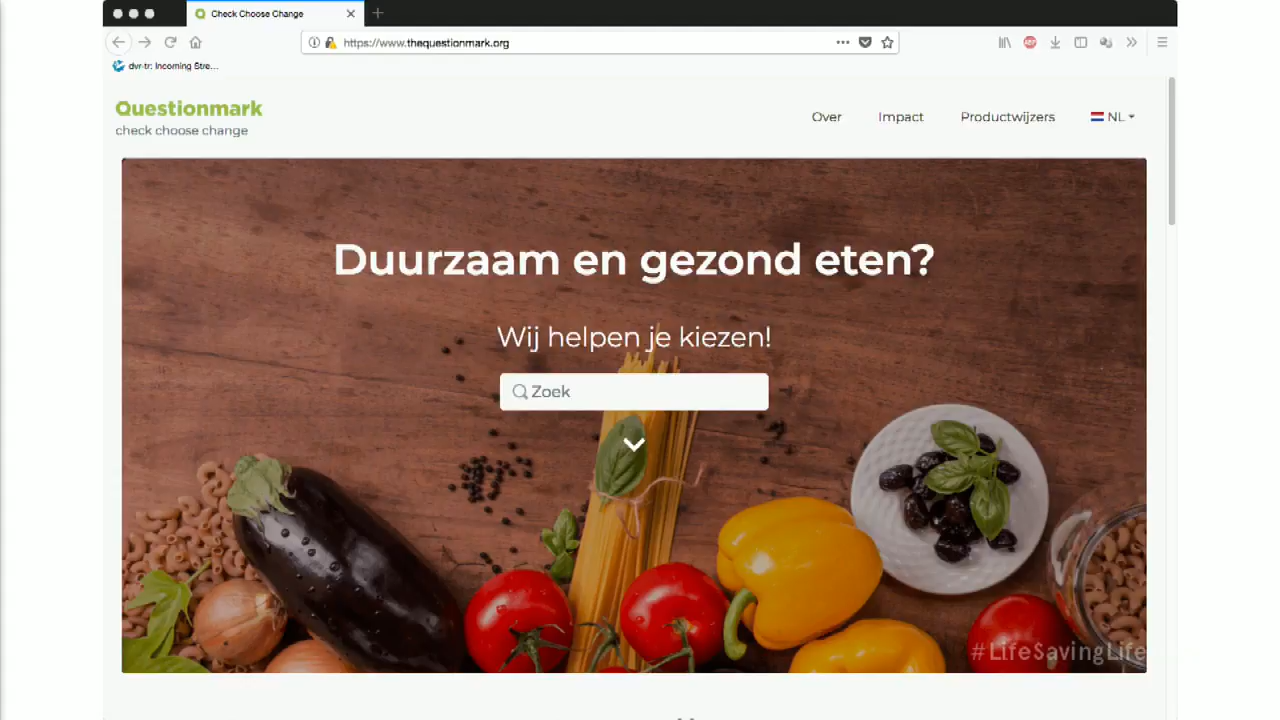 Check Choose Change
https://www.thequestionmark.org
dvr-tr: Incoming Stre...
Questionmark
check choose change
Over
Impact
Productwijzers
NL
Duurzaam en gezond eten?
Wij helpen je kiezen!
Zoek
#LifeSavingLife